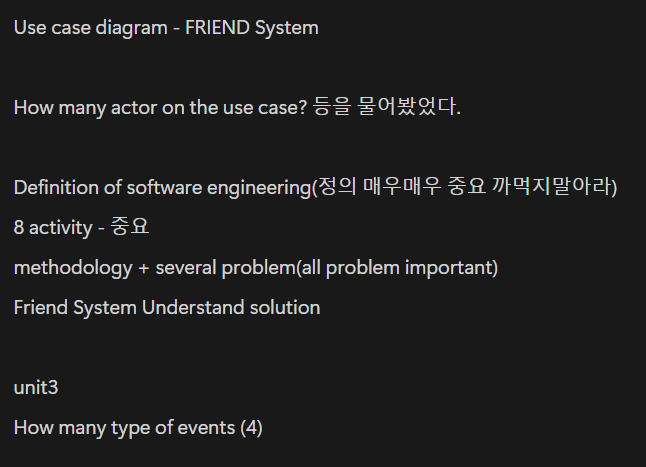 Use case diagram - FRIEND System
How many actor on the use case? 등을 물어봤었다.
Definition of software engineering(정의 매우매우 중요 까먹지말아라)
8 activity - 중요
methodology + several problem(all problem important)
Friend System Understand solution
unit3
How many type of events (4)